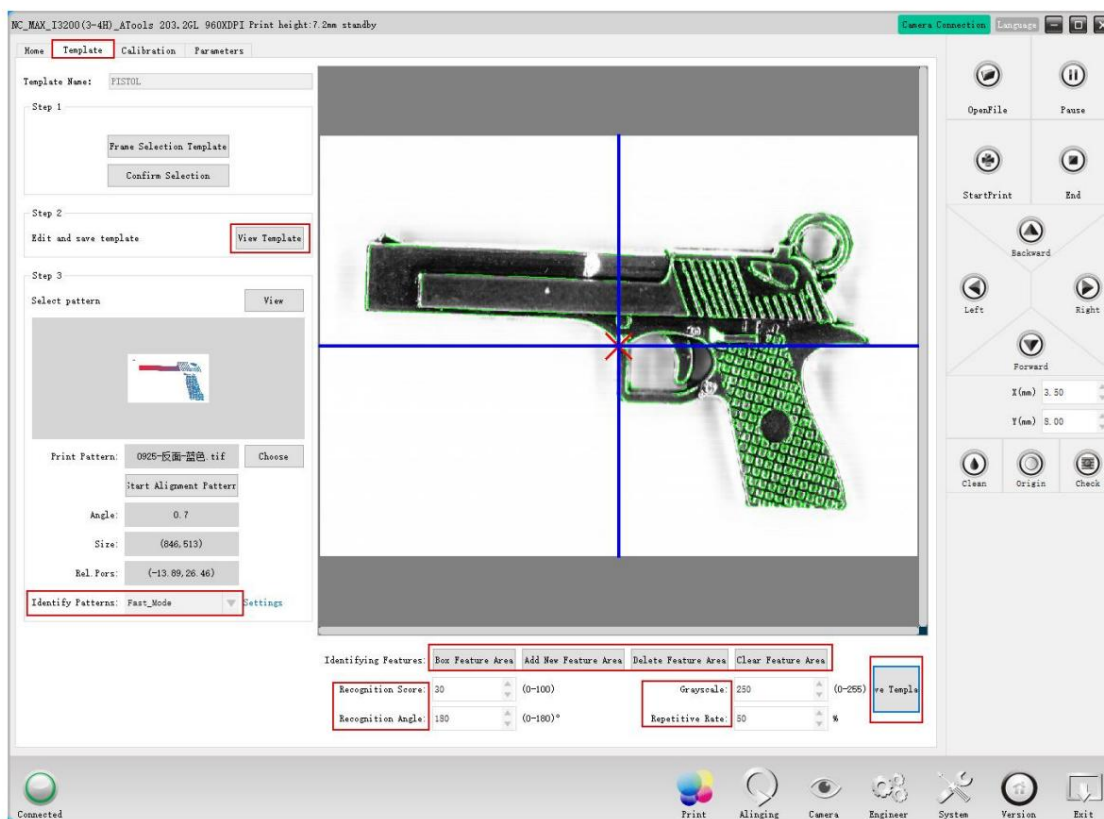 NC_MAX_I3200(3-4H)_ATools 203.2GL 960XDPI Print height:7.2mm standby
Camera Connection
Language
Home Template Calibration Parameters
Template Name: PISTOL
Step 1
Frame Selection Template
Confirm Selection
Step 2
Edit and save template
View Template
Step 3
Select pattern
View
Print Pattern: 0925-反面-蓝色.tif Choose
Start Alignment Pattern
Angle: 0.7
Size: (846,513)
Rel.Pors: (-13.89,26.46)
Identify Patterns: Fast_Mode Settings
Identifying Features: Box Feature Area Add New Feature Area Delete Feature Area Clear Feature Area
Recognition Score: 30 (0-100) Grayscale: 250 (0-255)
ve Templa
Recognition Angle: 180 (0-180)° Repetitive Rate: 50 %
OpenFile Pause
StartPrint End
Backward
Left Right
Forward
X(mm) 3.50
Y(mm) 5.00
Clean Origin Check
Connected
Print Alinging Camera Engineer System Version Exit